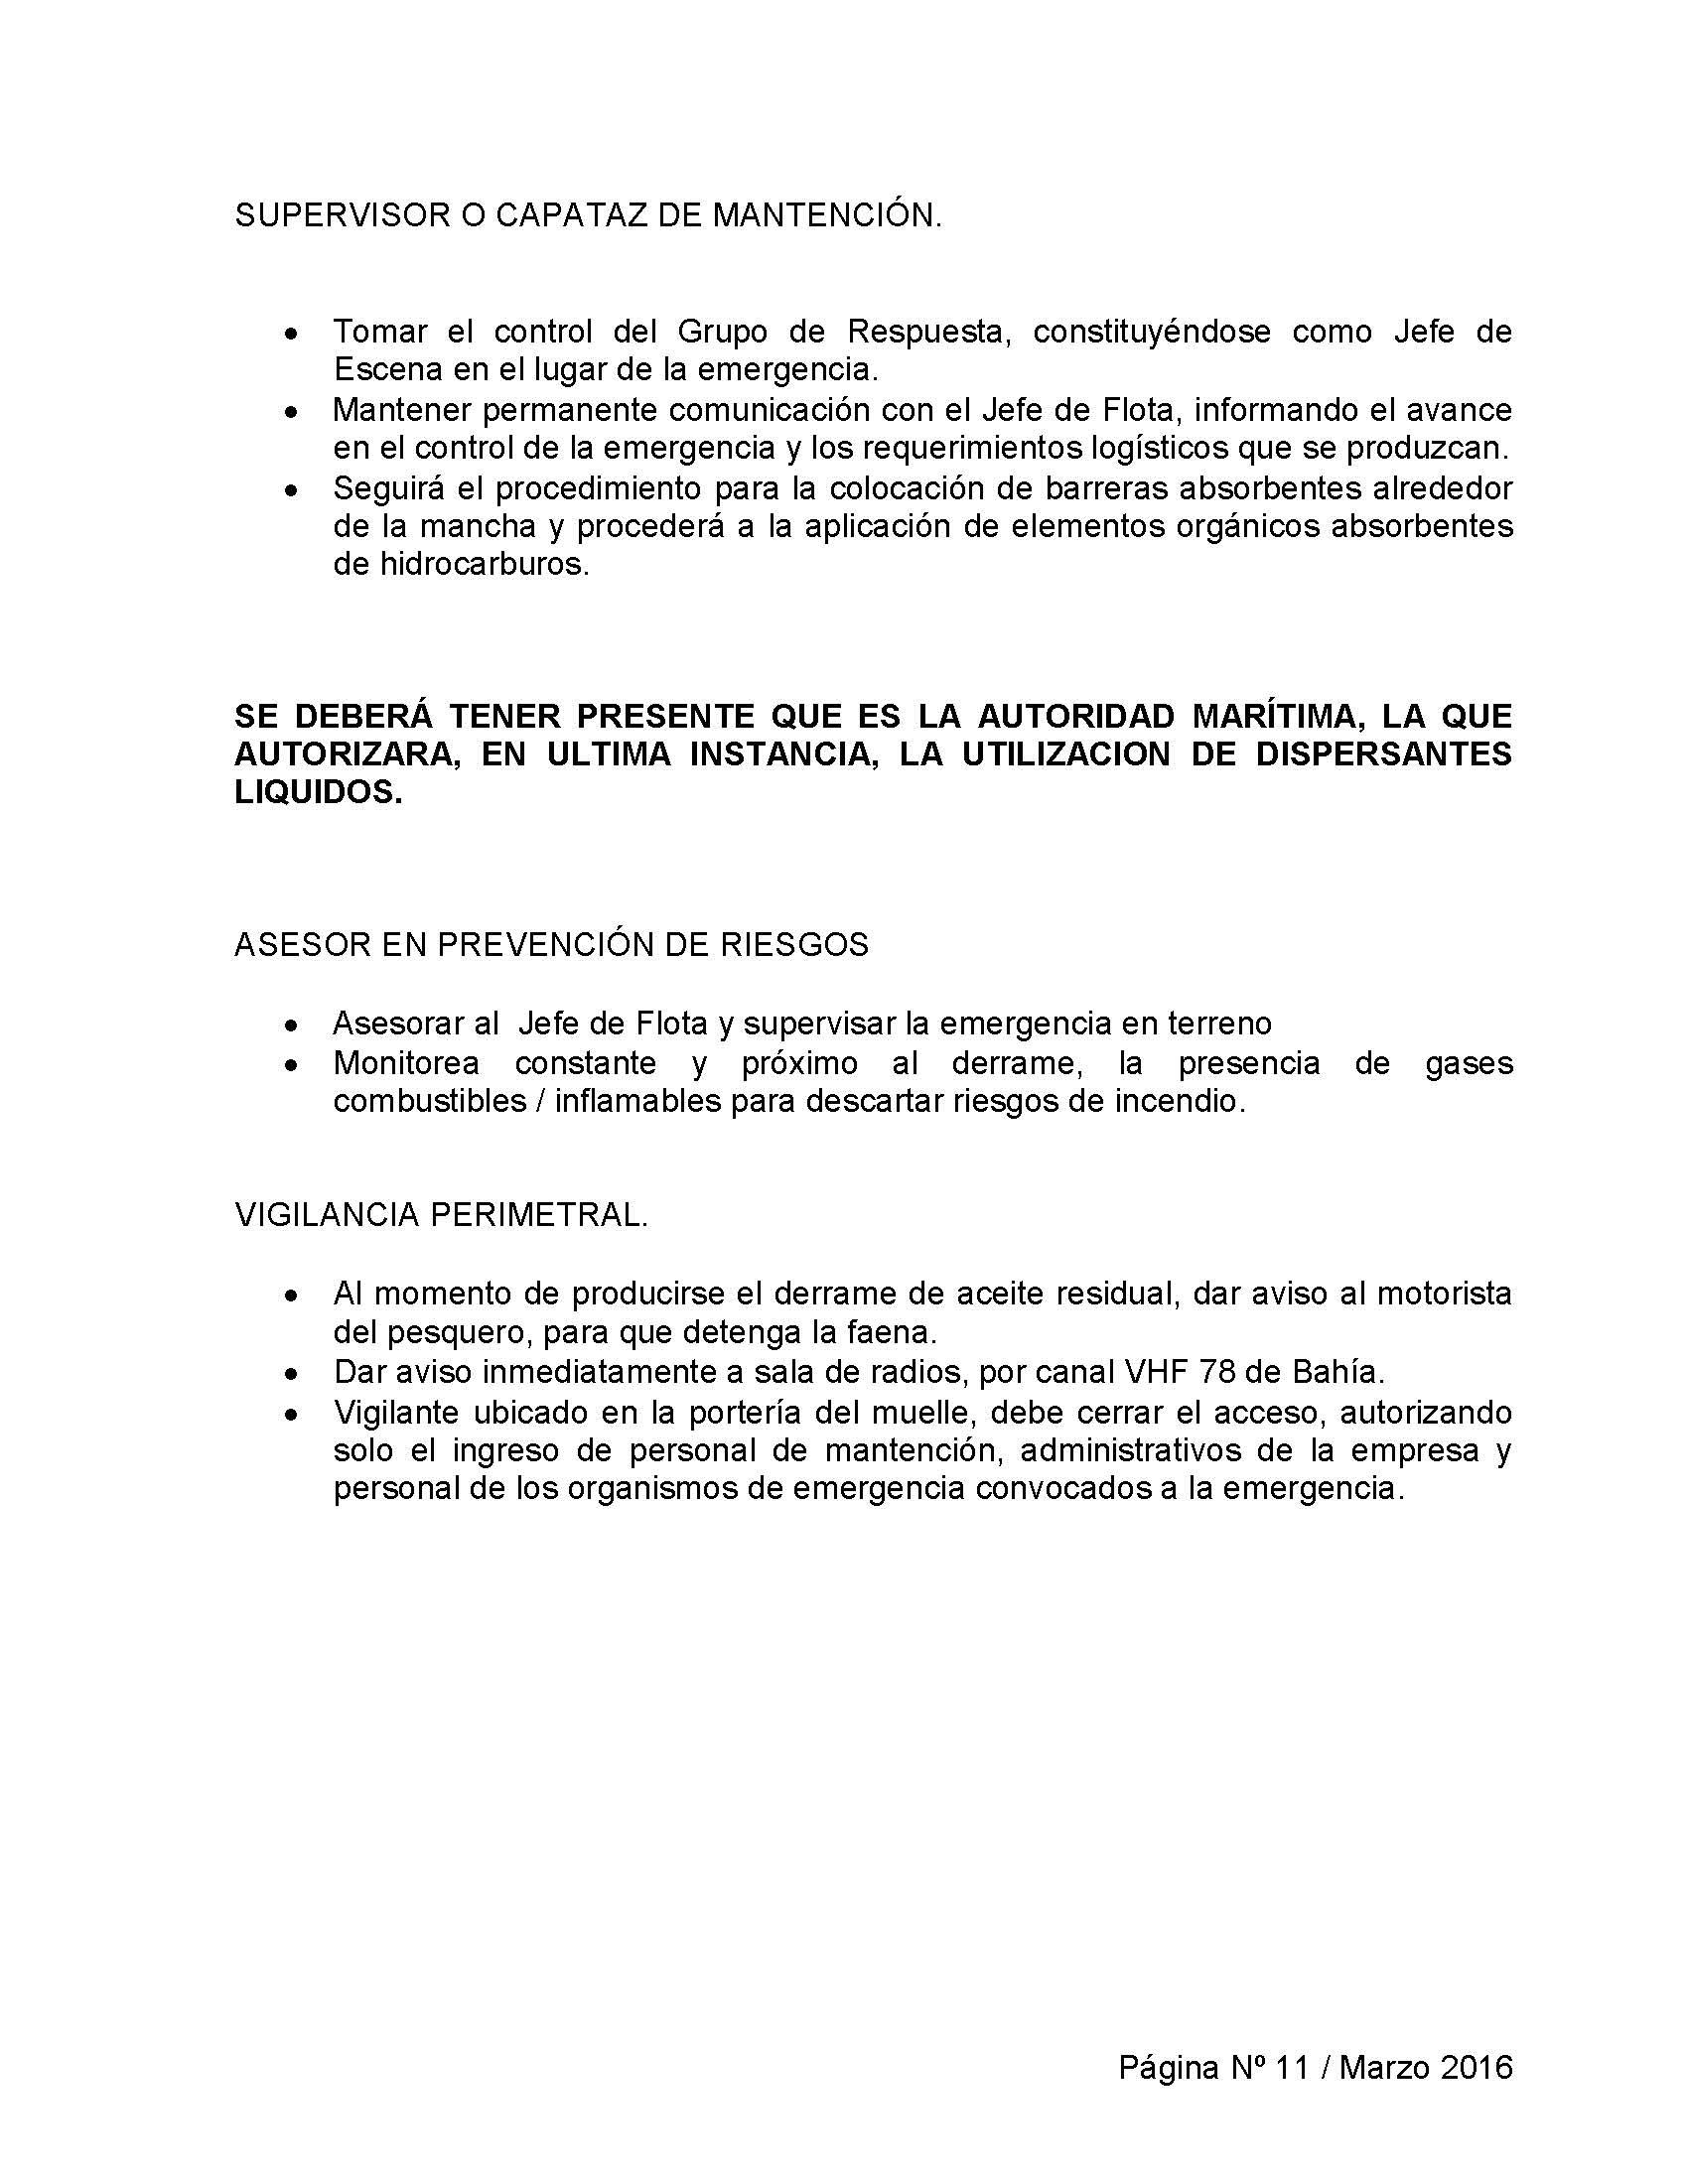 SUPERVISOR O CAPATAZ DE MANTENCIÓN.
• Tomar el control del Grupo de Respuesta, constituyéndose como Jefe de
Escena en el lugar de la emergencia.
• Mantener permanente comunicación con el Jefe de Flota, informando el avance
en el control de la emergencia y los requerimientos logísticos que se produzcan.
• Seguirá el procedimiento para la colocación de barreras absorbentes alrededor
de la mancha y procederá a la aplicación de elementos orgánicos absorbentes
de hidrocarburos.
SE DEBERÁ TENER PRESENTE QUE ES LA AUTORIDAD MARÍTIMA, LA QUE
AUTORIZARA, EN ULTIMA INSTANCIA, LA UTILIZACION DE DISPERSANTES
LIQUIDOS.
ASESOR EN PREVENCIÓN DE RIESGOS
• Asesorar al  Jefe de Flota y supervisar la emergencia en terreno
• Monitorea constante y próximo al derrame, la presencia de gases
combustibles / inflamables para descartar riesgos de incendio.
VIGILANCIA PERIMETRAL.
• Al momento de producirse el derrame de aceite residual, dar aviso al motorista
del pesquero, para que detenga la faena.
• Dar aviso inmediatamente a sala de radios, por canal VHF 78 de Bahía.
• Vigilante ubicado en la portería del muelle, debe cerrar el acceso, autorizando
solo el ingreso de personal de mantención, administrativos de la empresa y
personal de los organismos de emergencia convocados a la emergencia.
Página Nº 11 / Marzo 2016